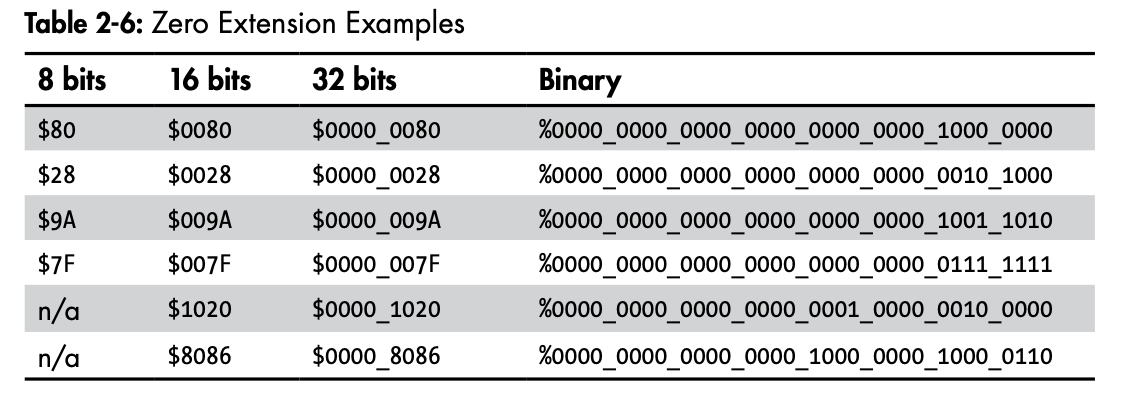 Table 2-6: Zero Extension Examples
8 bits 16 bits 32 bits Binary
$80 $0080 $0000_0080 %0000_0000_0000_0000_0000_0000_1000_0000
$28 $0028 $0000_0028 %0000_0000_0000_0000_0000_0000_0010_1000
$9A $009A $0000_009A %0000_0000_0000_0000_0000_0000_1001_1010
$7F $007F $0000_007F %0000_0000_0000_0000_0000_0000_0111_1111
n/a $1020 $0000_1020 %0000_0000_0000_0000_0001_0000_0010_0000
n/a $8086 $0000_8086 %0000_0000_0000_0000_1000_0000_1000_0110